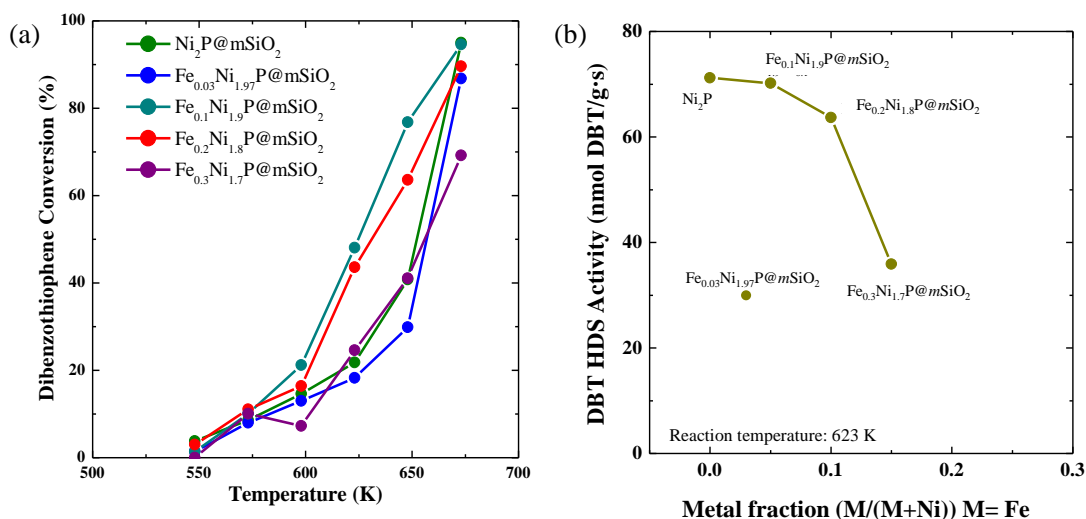 (a)
100
80
60
40
20
0
500
550
600
650
700
Dibenzothiophene Conversion (%)
Temperature (K)
Ni₂P@mSiO₂
Fe₀.₀₃Ni₁.₉₇P@mSiO₂
Fe₀.₁Ni₁.₉P@mSiO₂
Fe₀.₂Ni₁.₈P@mSiO₂
Fe₀.₃Ni₁.₇P@mSiO₂
(b)
80
60
40
20
0
0.0
0.1
0.2
0.3
DBT HDS Activity (nmol DBT/g·s)
Metal fraction (M/(M+Ni)) M= Fe
Ni₂P
Fe₀.₁Ni₁.₉P@mSiO₂
Fe₀.₂Ni₁.₈P@mSiO₂
Fe₀.₀₃Ni₁.₉₇P@mSiO₂
Fe₀.₃Ni₁.₇P@mSiO₂
Reaction temperature: 623 K